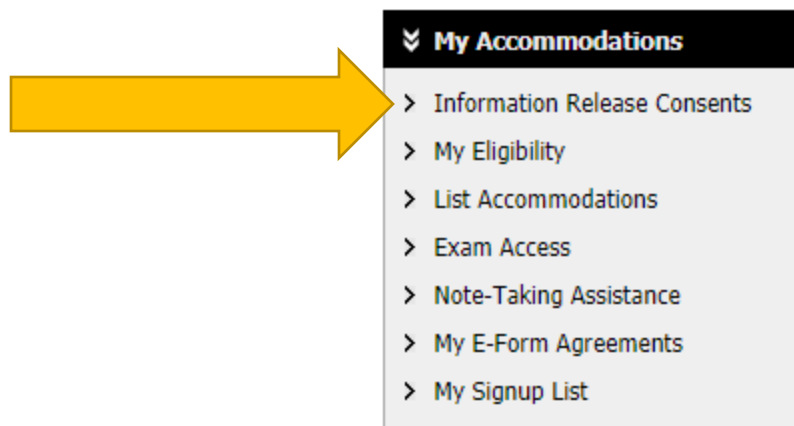 My Accommodations
Information Release Consents
My Eligibility
List Accommodations
Exam Access
Note-Taking Assistance
My E-Form Agreements
My Signup List